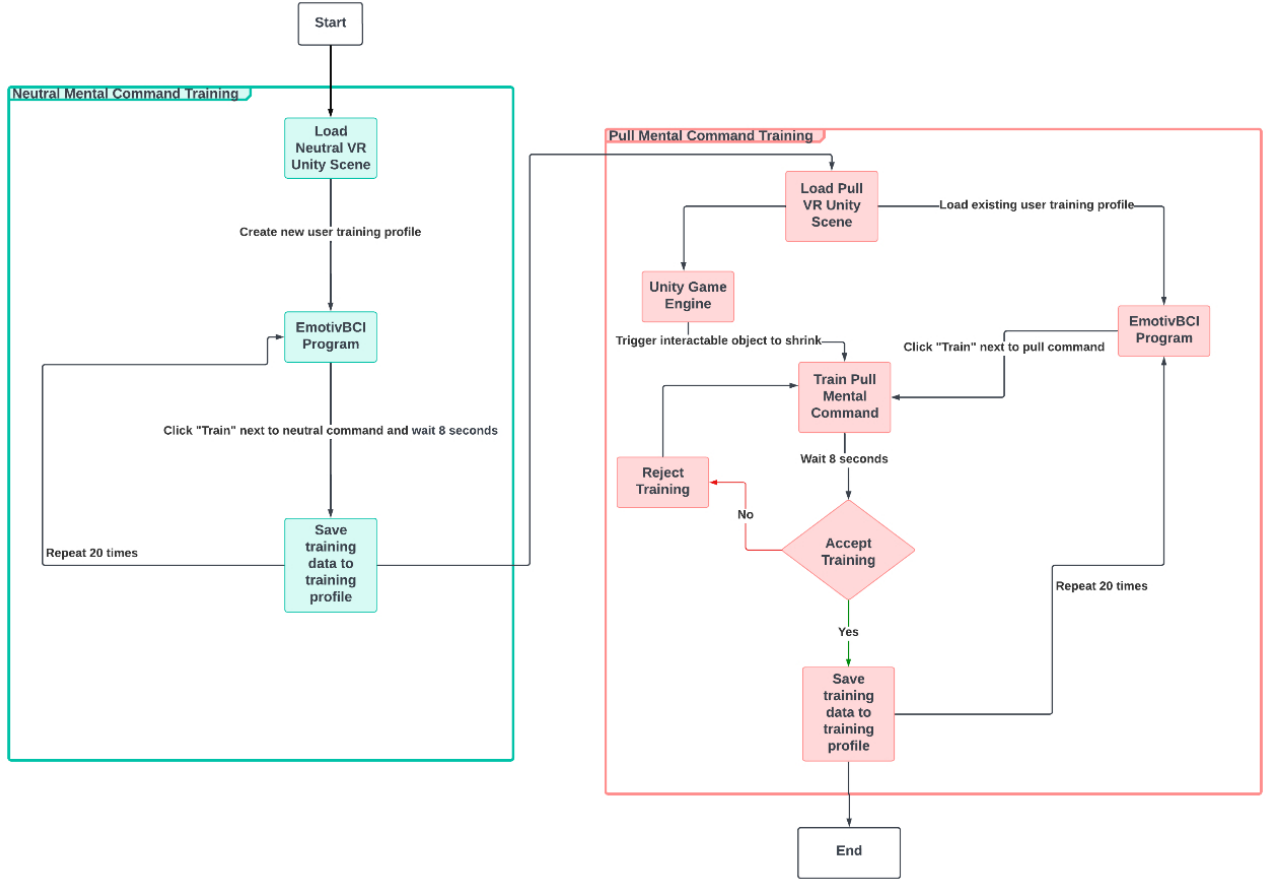 Start
Neutral Mental Command Training
Load
Neutral VR
Unity Scene
Create new user training profile
EmotivBCI
Program
Click "Train" next to neutral command and wait 8 seconds
Save
training
data to
training
profile
Repeat 20 times
Pull Mental Command Training
Load Pull
VR Unity
Scene
Load existing user training profile
Unity Game
Engine
EmotivBCI
Program
Trigger interactable object to shrink
Click "Train" next to pull command
Train Pull
Mental
Command
Wait 8 seconds
Reject
Training
No
Accept
Training
Repeat 20 times
Yes
Save
training
data to
training
profile
End